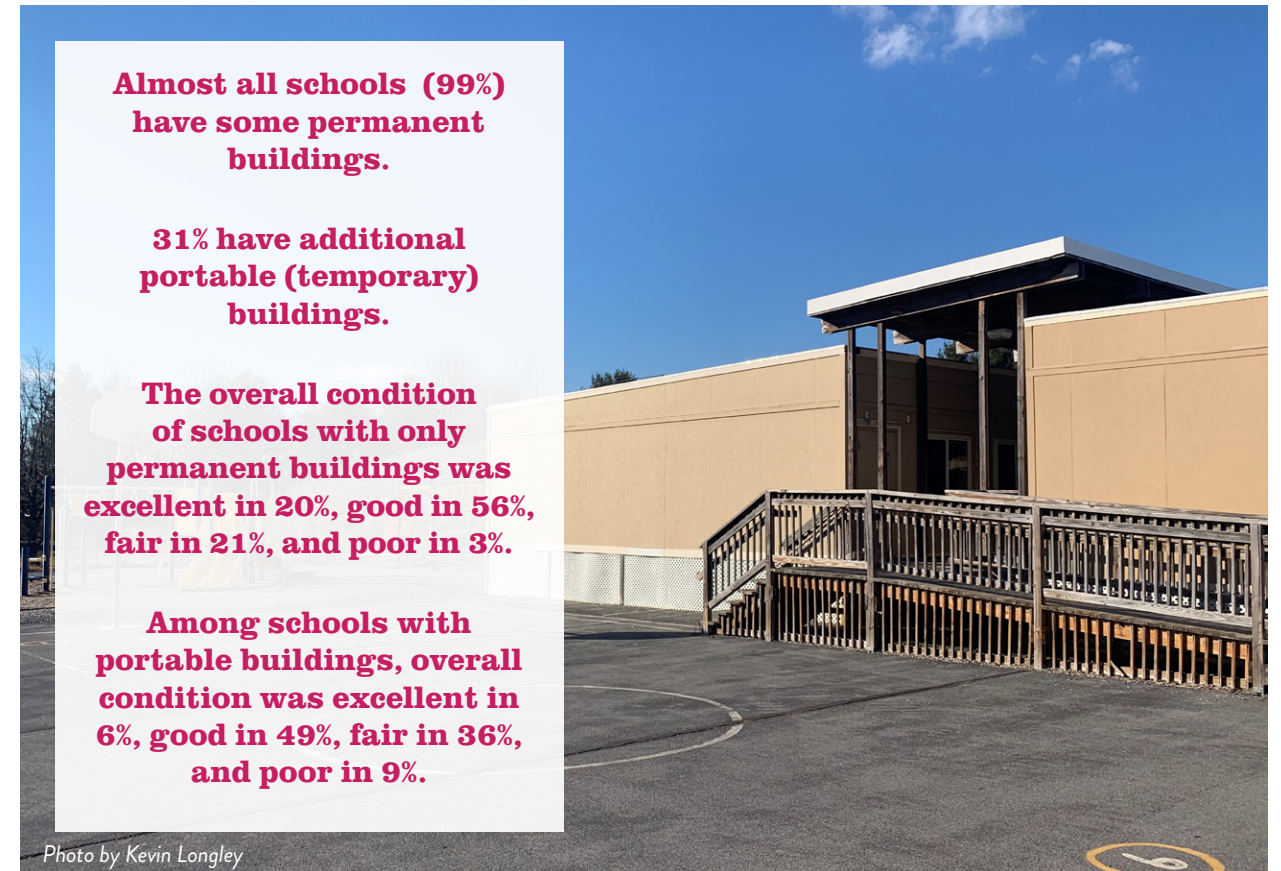 Almost all schools (99%)
have some permanent
buildings.
31% have additional
portable (temporary)
buildings.
The overall condition
of schools with only
permanent buildings was
excellent in 20%, good in 56%,
fair in 21%, and poor in 3%.
Among schools with
portable buildings, overall
condition was excellent in
6%, good in 49%, fair in 36%,
and poor in 9%.
Photo by Kevin Longley